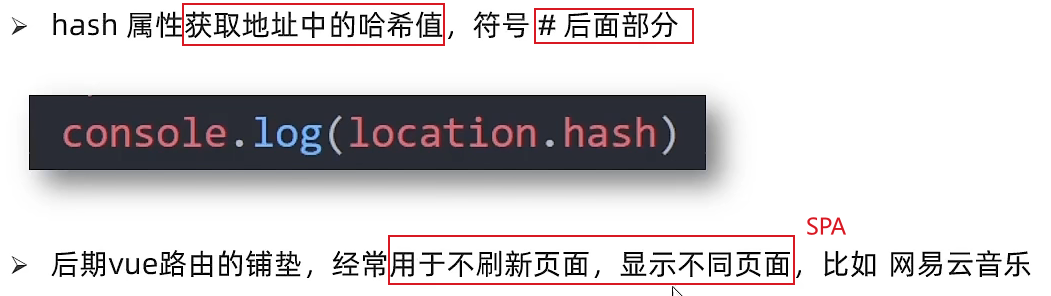 hash 属性获取地址中的哈希值，符号 # 后面部分
console.log(location.hash)
SPA
后期vue路由的铺垫，经常用于不刷新页面，显示不同页面，比如 网易云音乐